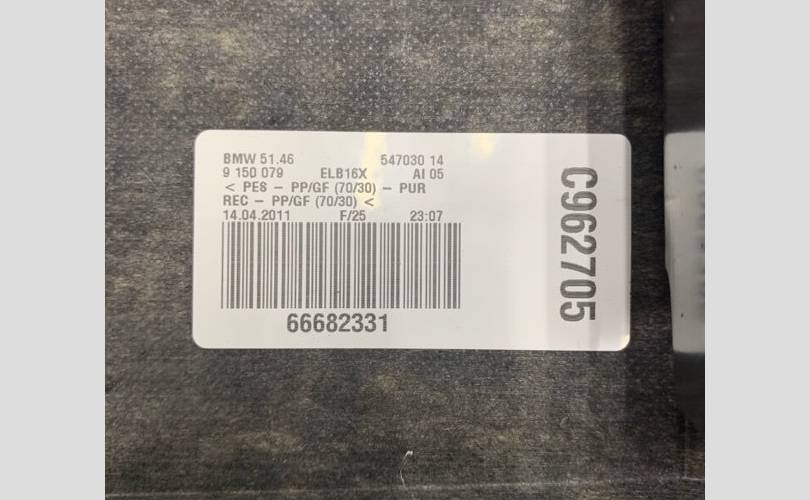 BMW 51.46 547030 14
9 150 079 ELB16X AI 05
< PES - PP/GF (70/30) - PUR
REC - PP/GF (70/30) <
14.04.2011 F/25 23:07
66682331
C962705